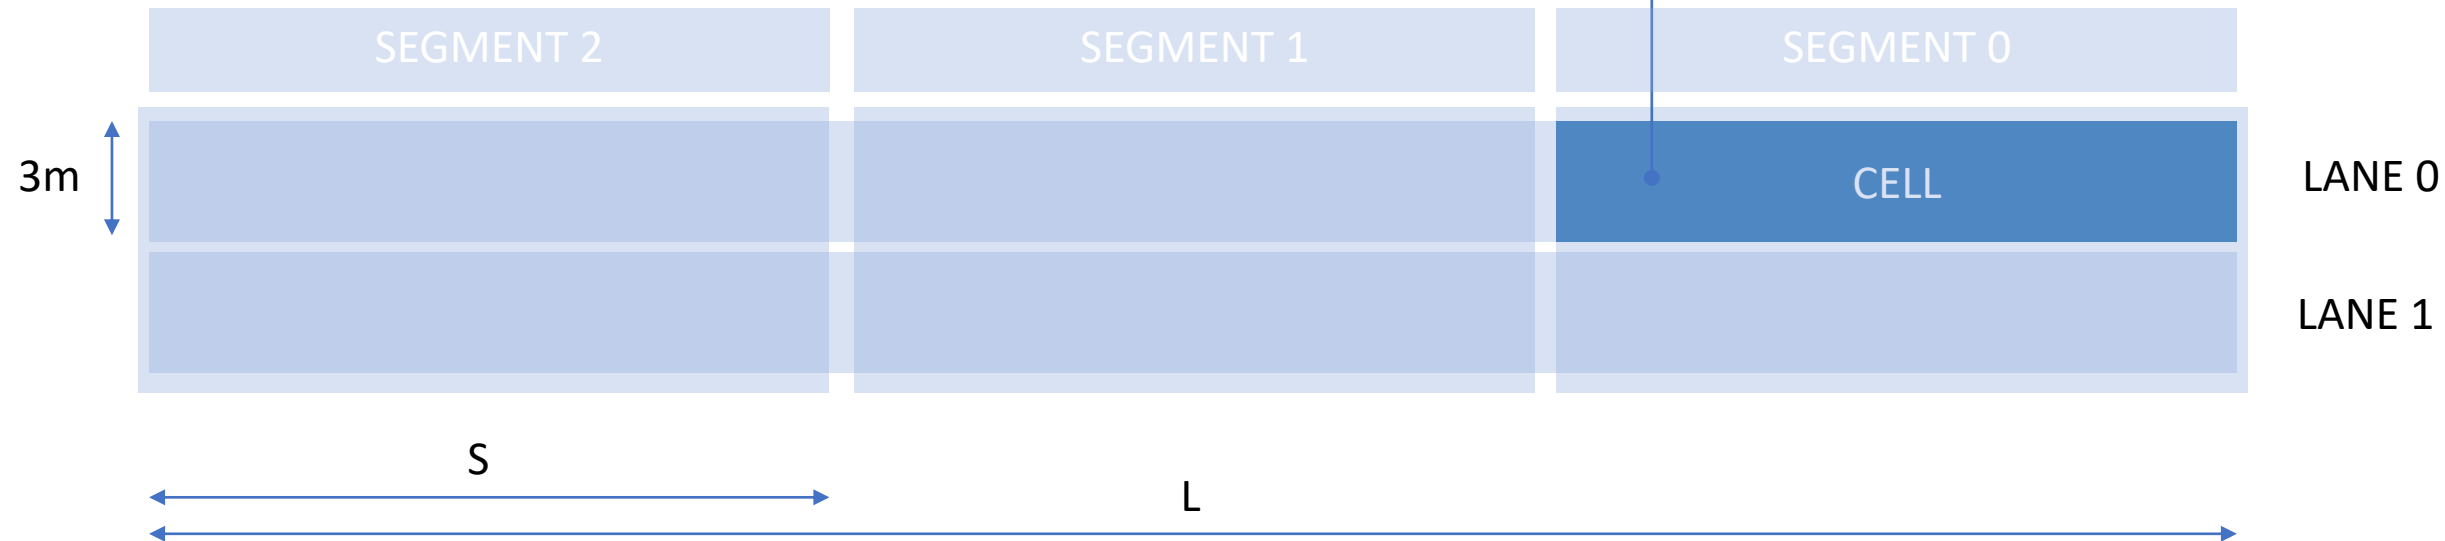 SEGMENT 2 SEGMENT 1 SEGMENT 0
3m CELL LANE 0
LANE 1
S
L